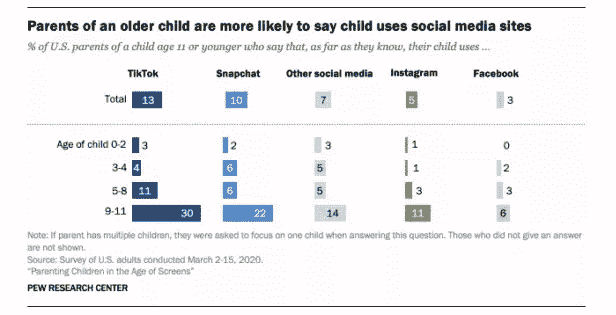 Parents of an older child are more likely to say child uses social media sites
% of U.S. parents of a child age 11 or younger who say that, as far as they know, their child uses ...
TikTok Snapchat Other social media Instagram Facebook
Total 13 10 7 5 3
Age of child 0-2 3 2 3 1 0
3-4 4 6 5 1 2
5-8 11 6 5 3 3
9-11 30 22 14 11 6
Note: If parent has multiple children, they were asked to focus on one child when answering this question. Those who did not give an answer
are not shown.
Source: Survey of U.S. adults conducted March 2-15, 2020.
"Parenting Children in the Age of Screens"
PEW RESEARCH CENTER